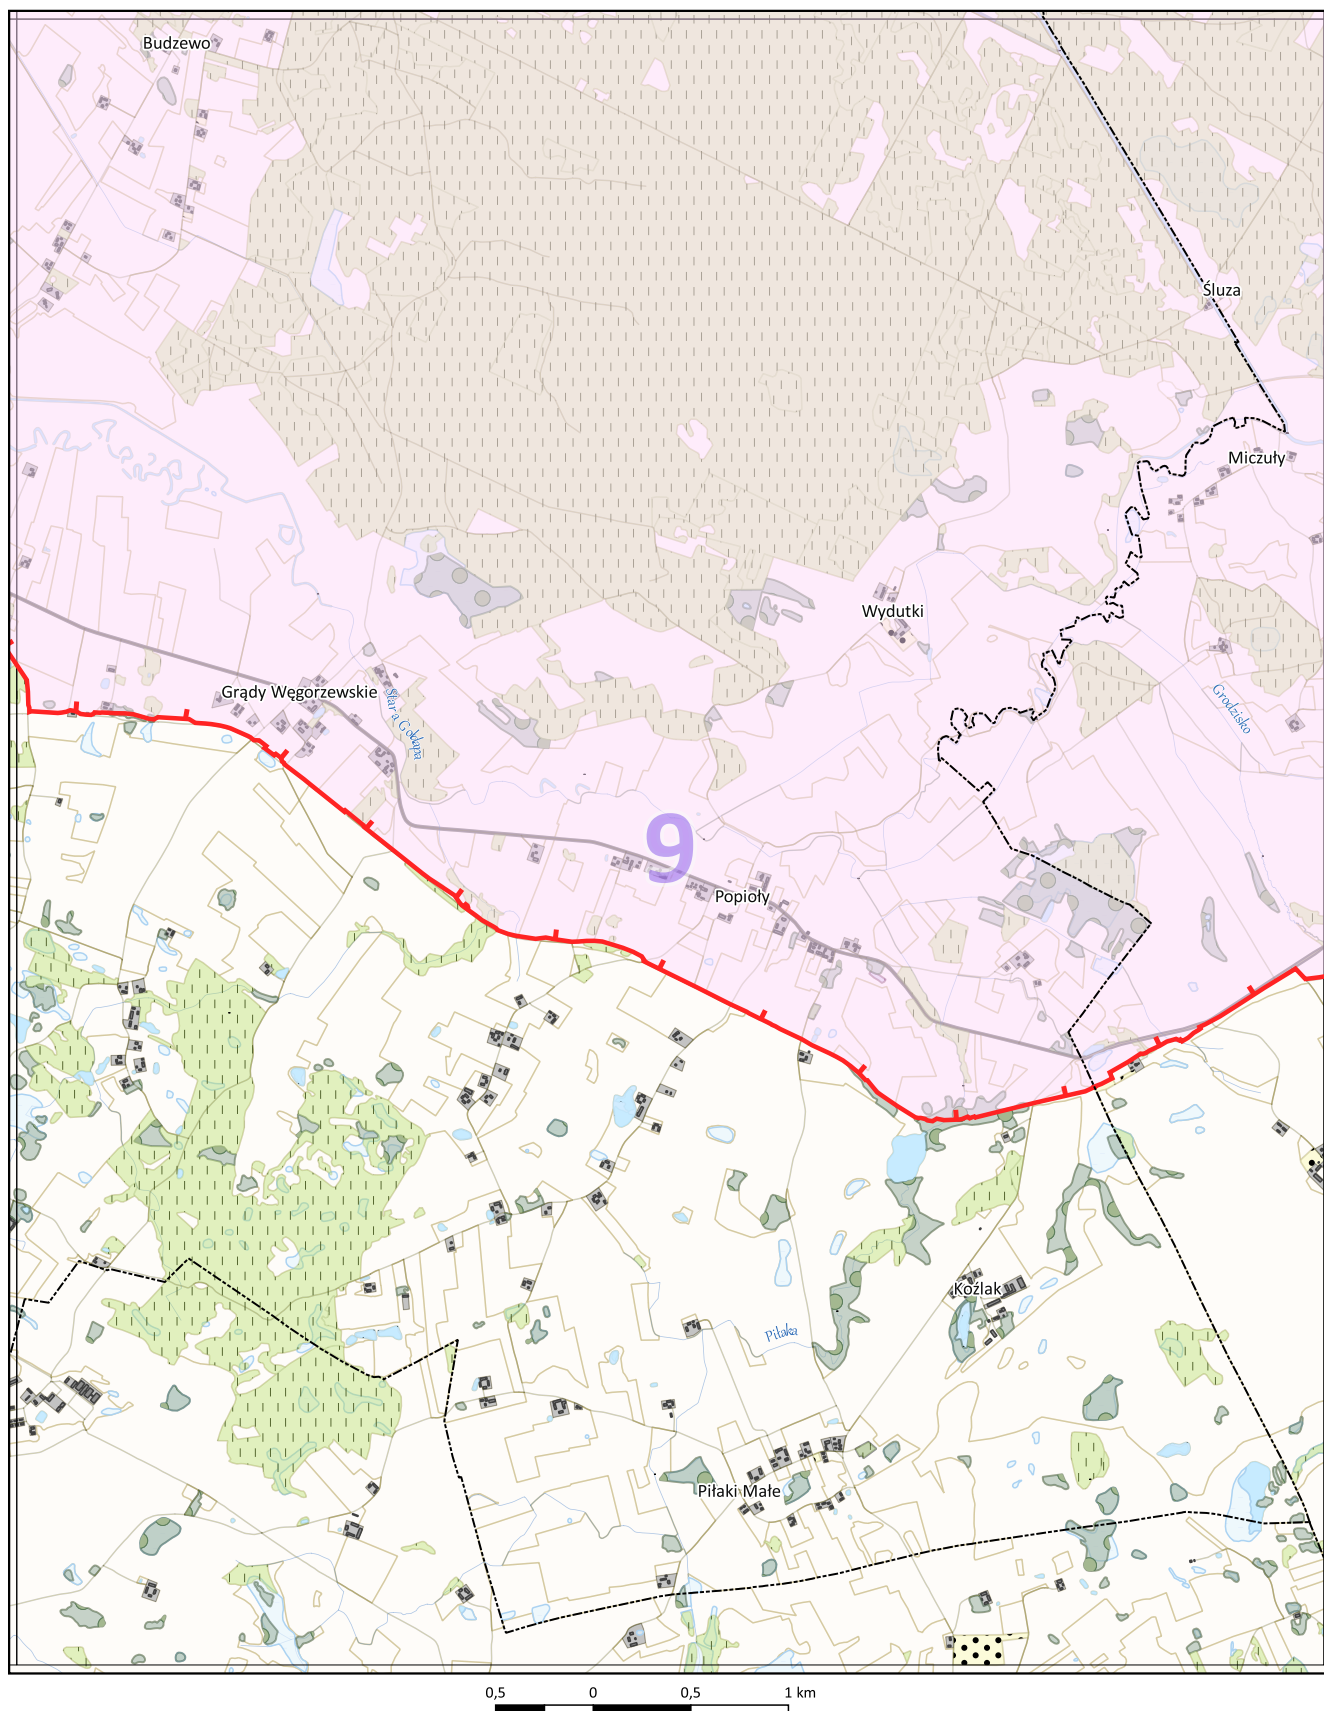 Budzewo
Śluza
Miczuły
Wydutki
Grądy Węgorzewskie
Stara Gołdapa
Grodzisko
9
Popioły
Koźlak
Piłaka
Piłaki Małe
0,5 0 0,5 1 km